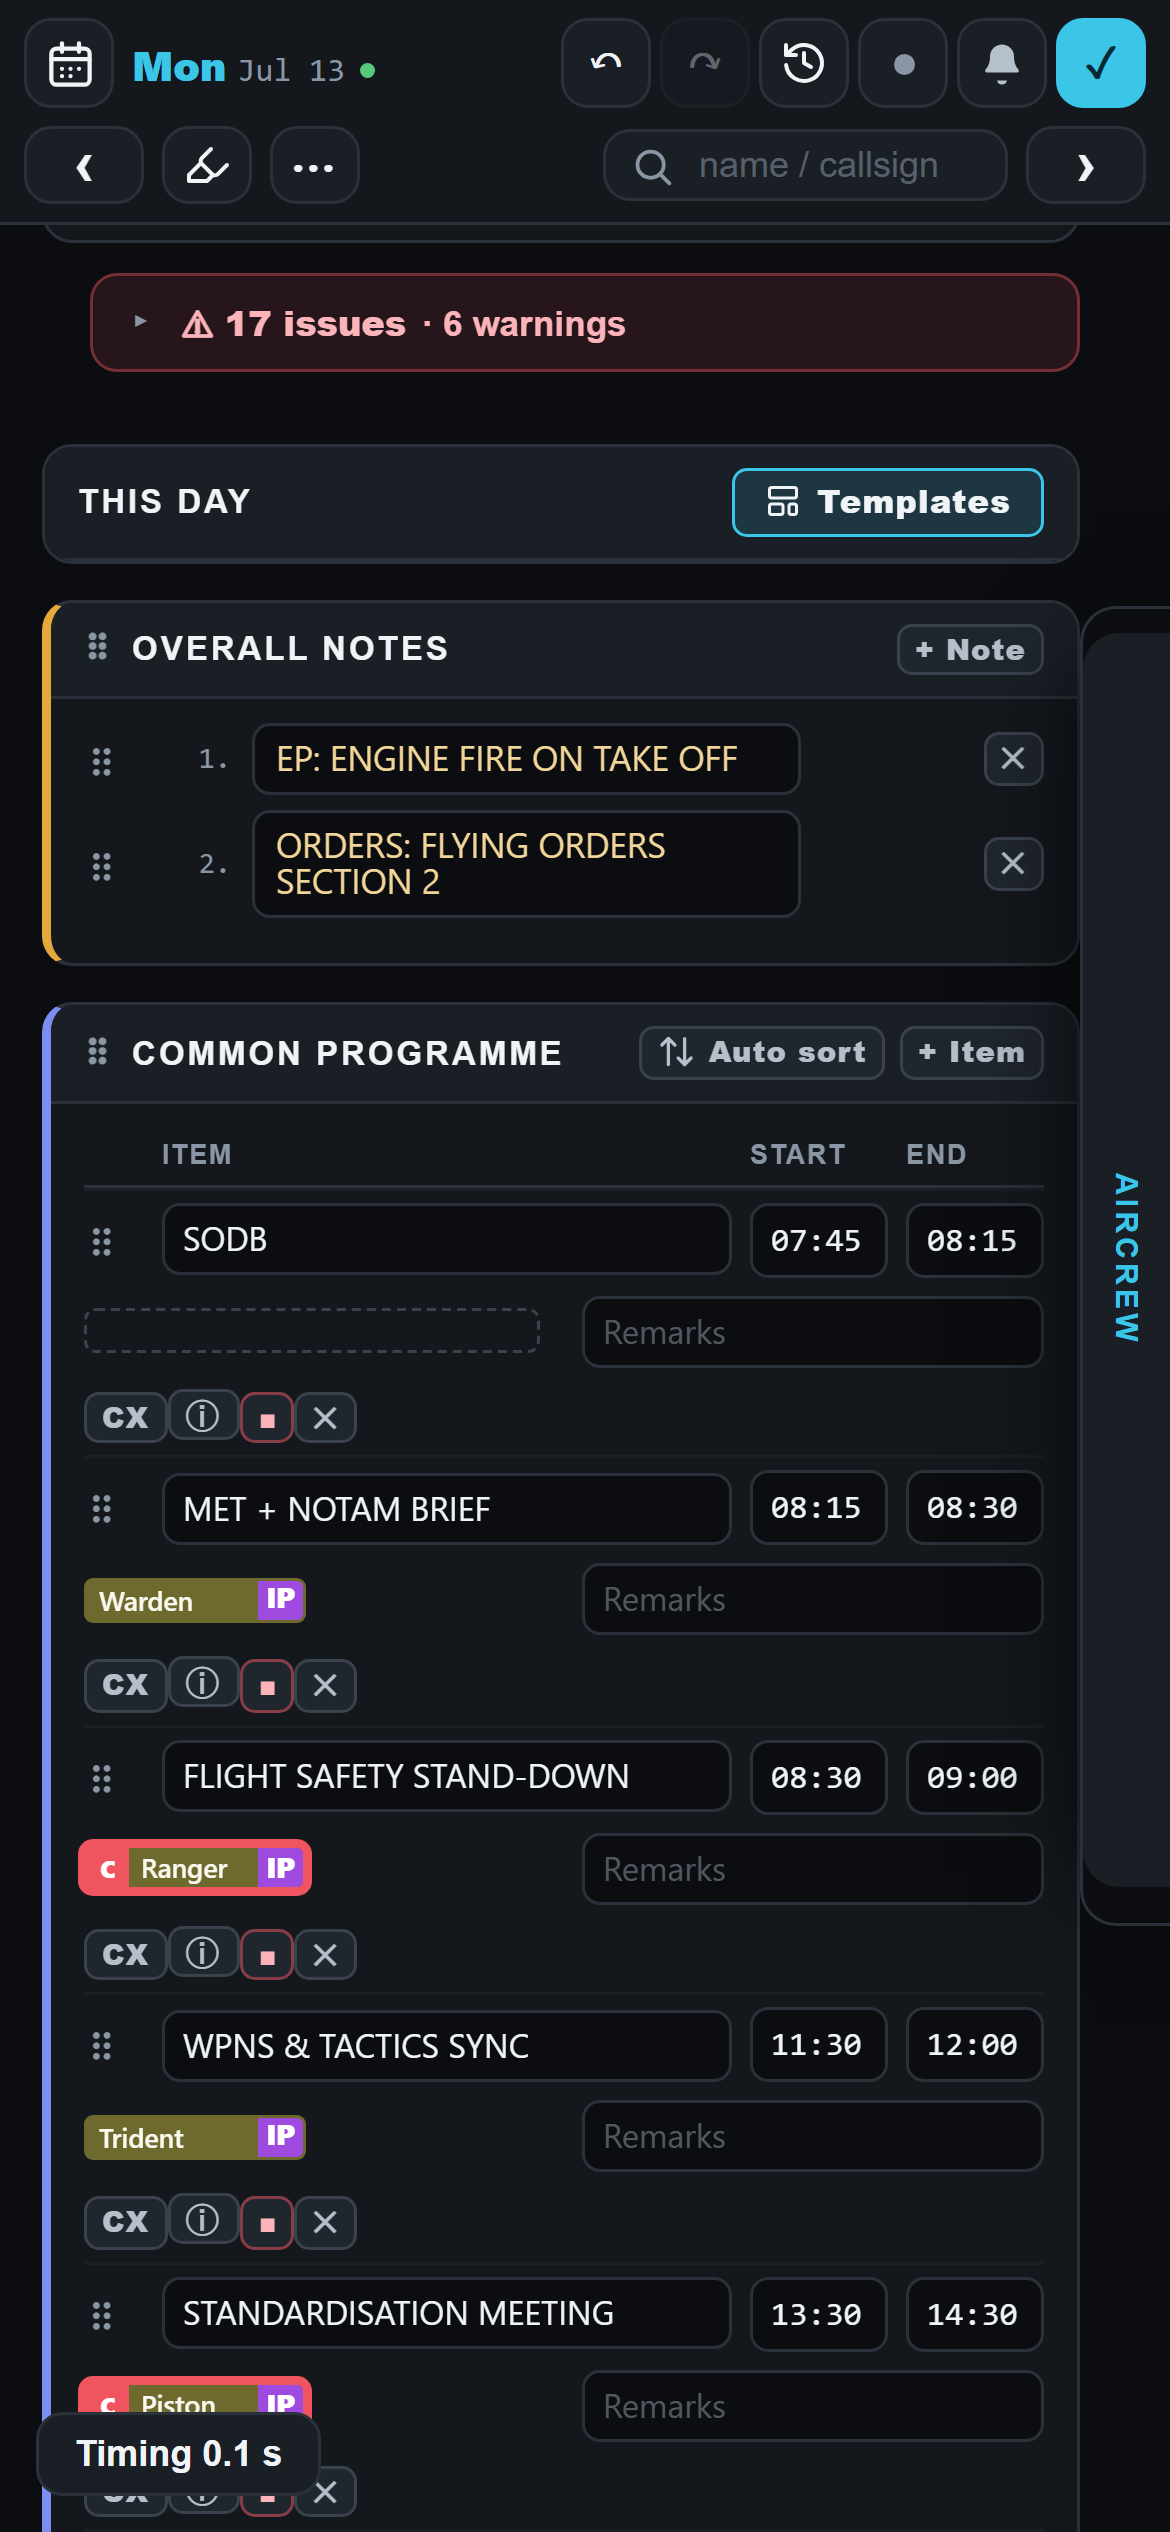 Mon Jul 13
name / callsign
17 issues · 6 warnings
THIS DAY
Templates
OVERALL NOTES
+ Note
1. EP: ENGINE FIRE ON TAKE OFF
2. ORDERS: FLYING ORDERS
SECTION 2
COMMON PROGRAMME
Auto sort
+ Item
ITEM START END
SODB 07:45 08:15
Remarks
CX
MET + NOTAM BRIEF 08:15 08:30
Warden IP
Remarks
CX
FLIGHT SAFETY STAND-DOWN 08:30 09:00
C Ranger IP
Remarks
CX
WPNS & TACTICS SYNC 11:30 12:00
Trident IP
Remarks
CX
STANDARDISATION MEETING 13:30 14:30
C Piston IP
Remarks
CX
Timing 0.1 s
AIRCREW